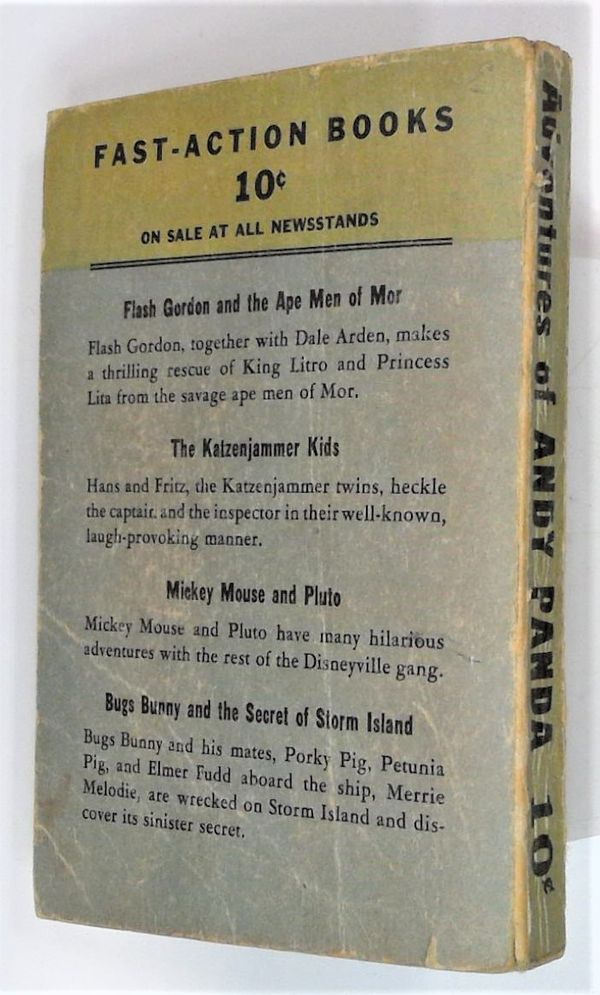 FAST-ACTION BOOKS
10¢
ON SALE AT ALL NEWSSTANDS
Flash Gordon and the Ape Men of Mor
Flash Gordon, together with Dale Arden, makes
a thrilling rescue of King Litro and Princess
Lita from the savage ape men of Mor.
The Katzenjammer Kids
Hans and Fritz, the Katzenjammer twins, heckle
the captain and the inspector in their well-known,
laugh-provoking manner.
Mickey Mouse and Pluto
Mickey Mouse and Pluto have many hilarious
adventures with the rest of the Disneyville gang.
Bugs Bunny and the Secret of Storm Island
Bugs Bunny and his mates, Porky Pig, Petunia
Pig, and Elmer Fudd aboard the ship, Merrie
Melodie, are wrecked on Storm Island and dis-
cover its sinister secret.
Adventures of ANDY PANDA 10¢